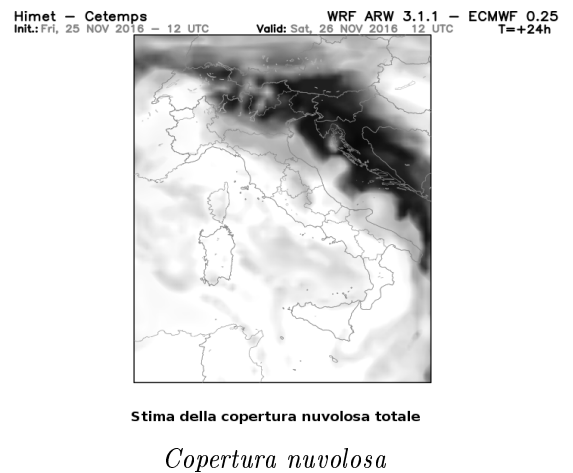 Himet – Cetemps WRF ARW 3.1.1 – ECMWF 0.25
Init.: Fri, 25 NOV 2016 – 12 UTC Valid: Sat, 26 NOV 2016 12 UTC T=+24h
Stima della copertura nuvolosa totale
Copertura nuvolosa